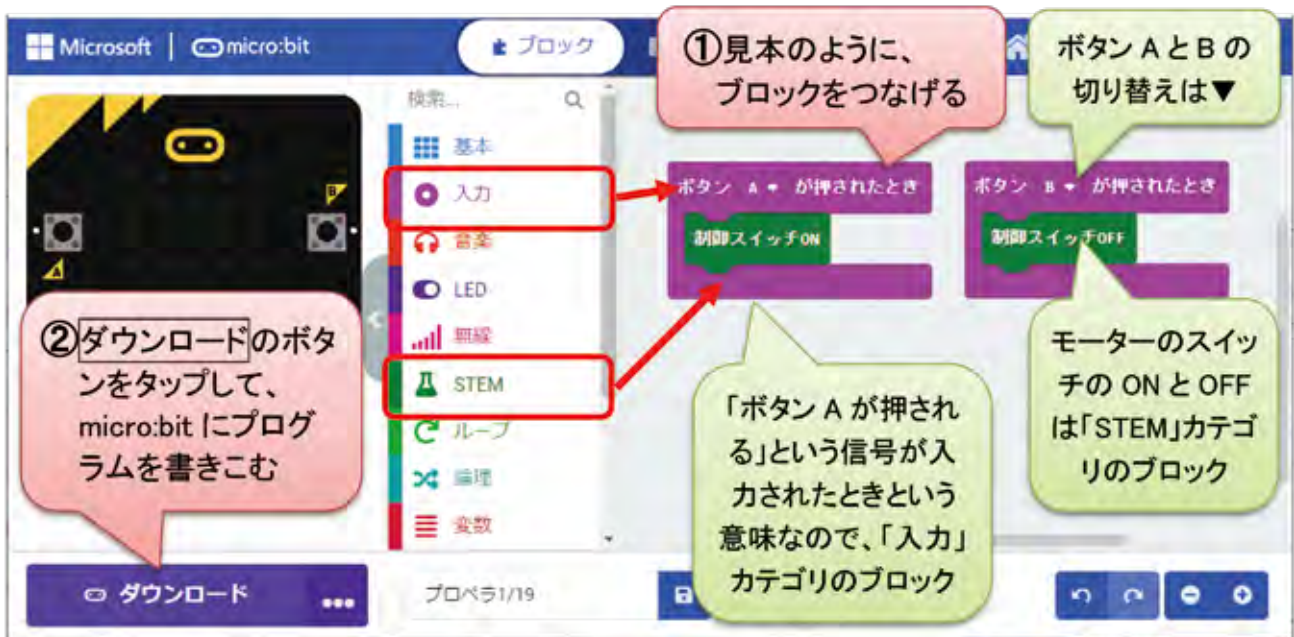 Microsoft micro:bit
ブロック
①見本のように、
ブロックをつなげる
ボタン A と B の
切り替えは▼
検索...
基本
入力
音楽
LED
無線
STEM
ループ
論理
変数
B
A
ボタン A ▼ が押されたとき
制御スイッチON
ボタン B ▼ が押されたとき
制御スイッチOFF
②ダウンロードのボタ
ンをタップして、
micro:bit にプログ
ラムを書きこむ
「ボタン A が押され
る」という信号が入
力されたときという
意味なので、「入力」
カテゴリのブロック
モーターのスイッ
チの ON と OFF
は「STEM」カテゴ
リのブロック
ダウンロード
プロペラ1/19